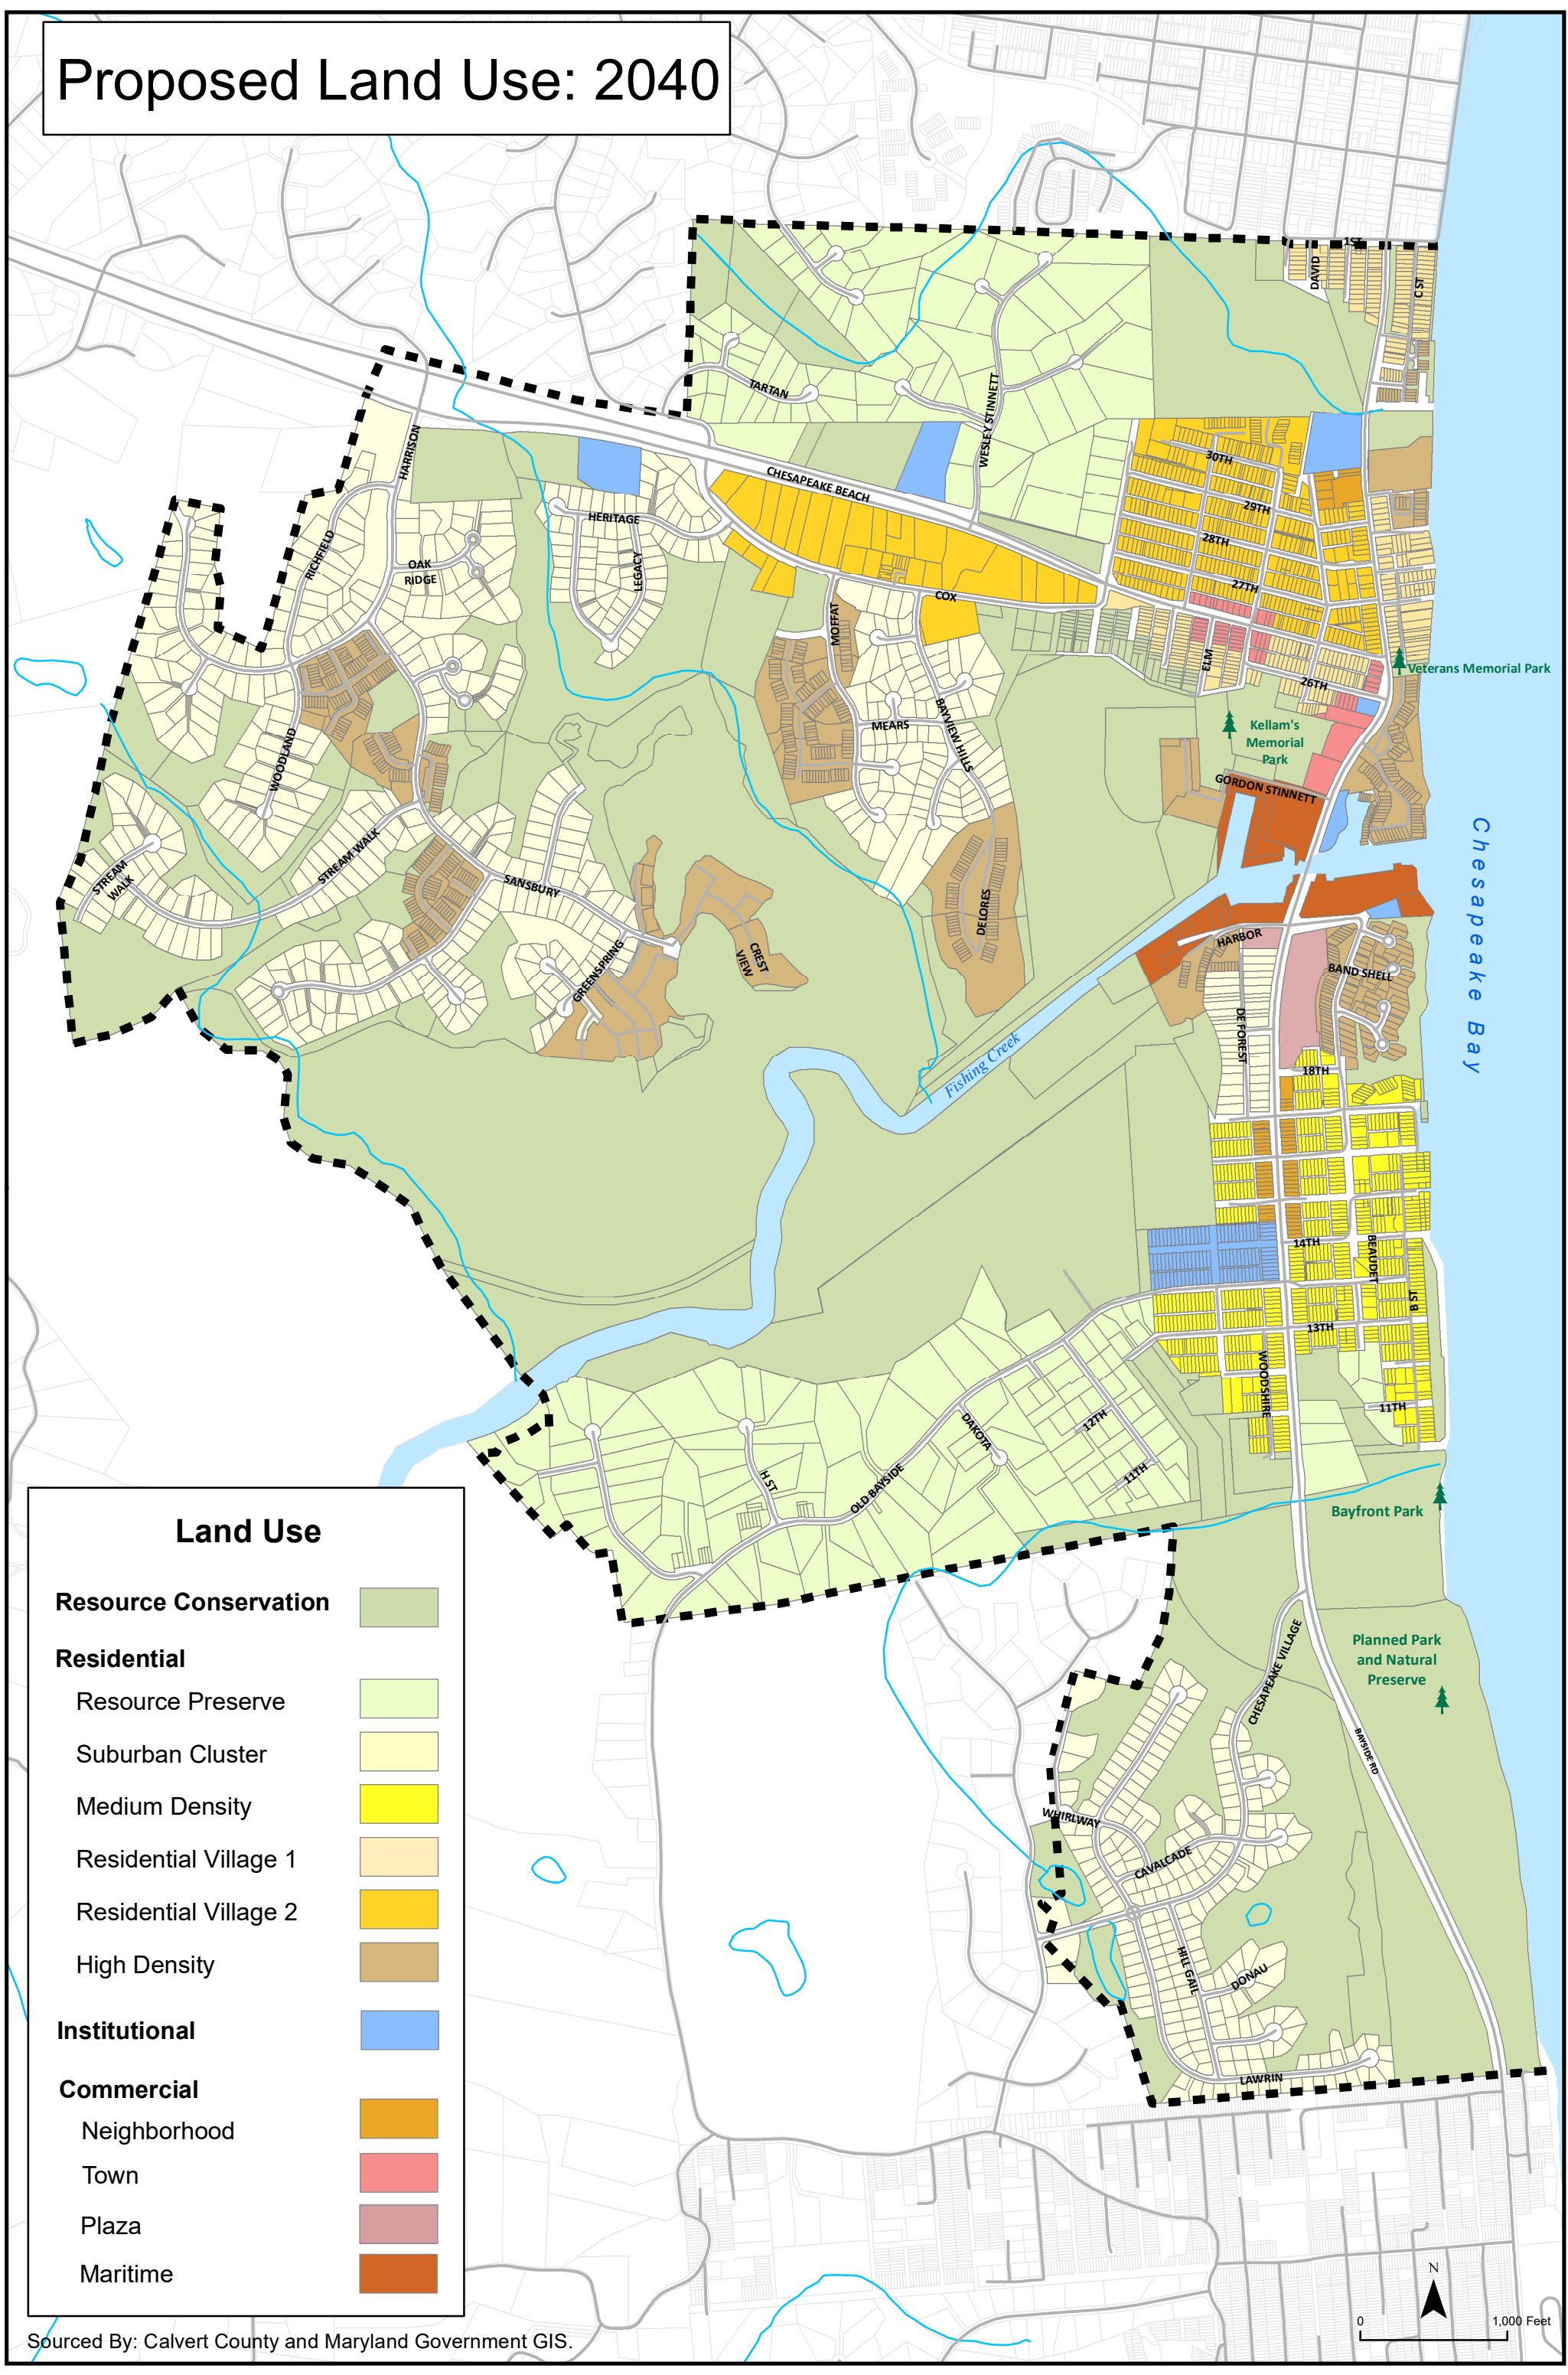 Proposed Land Use: 2040
1ST
DAVID
C ST
TARTAN
WESLEY STINNETT
HARRISON
CHESAPEAKE BEACH
30TH
29TH
28TH
27TH
HERITAGE
LEGACY
RICHFIELD
OAK
RIDGE
COX
MOFFAT
ELM
26TH
Veterans Memorial Park
Kellam's
Memorial
Park
MEARS
BAYVIEW HILLS
WOODLAND
GORDON STINNETT
STREAM WALK
STREAM
WALK
SANSBURY
DELORES
GREENSPRING
CREST
VIEW
HARBOR
BAND SHELL
Chesapeake Bay
DE FOREST
Fishing Creek
18TH
14TH
BEAUDET
B ST
13TH
WOODSHIRE
11TH
DAKOTA
12TH
11TH
H ST
OLD BAYSIDE
Bayfront Park
Planned Park
and Natural
Preserve
CHESAPEAKE VILLAGE
BAYSIDE RD
WHIRLWAY
CAVALCADE
HILL GAIL
DONAU
LAWRIN
Land Use
Resource Conservation
Residential
Resource Preserve
Suburban Cluster
Medium Density
Residential Village 1
Residential Village 2
High Density
Institutional
Commercial
Neighborhood
Town
Plaza
Maritime
N
0 1,000 Feet
Sourced By: Calvert County and Maryland Government GIS.